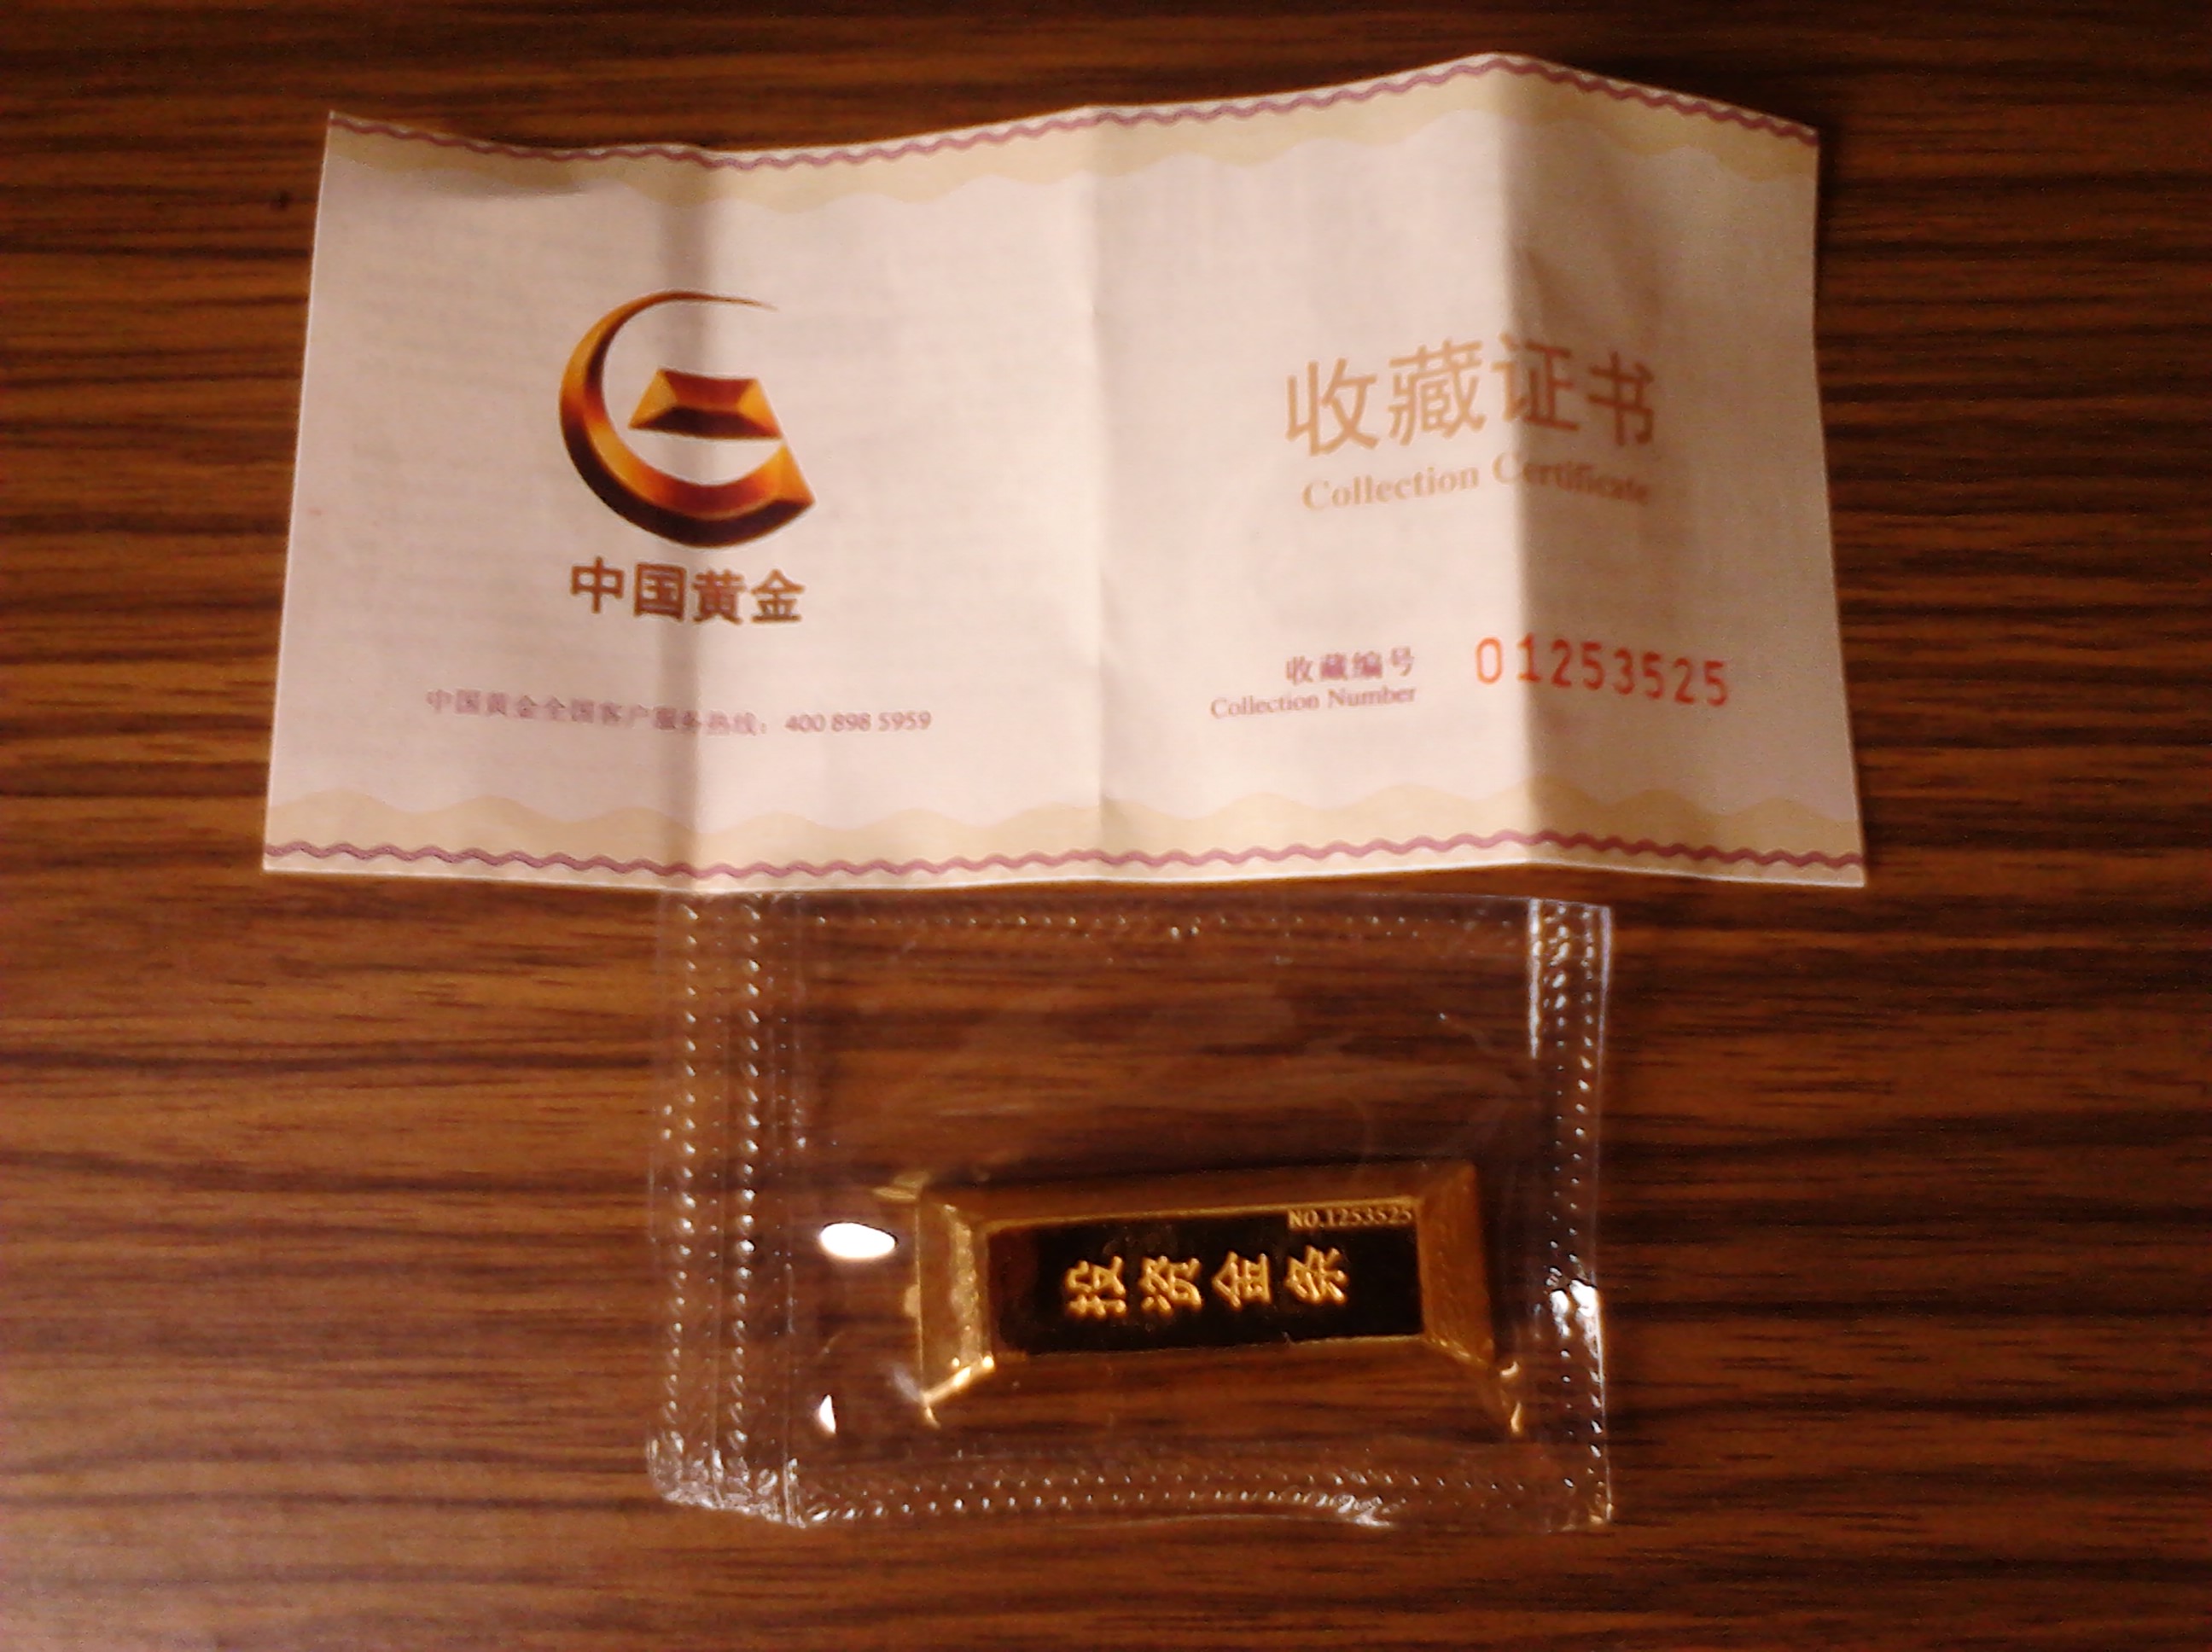 中国黄金
中国黄金全国客户服务热线：400 898 5959
收藏证书
Collection Certificate
收藏编号 01253525
Collection Number
NO.1253525
投资金条